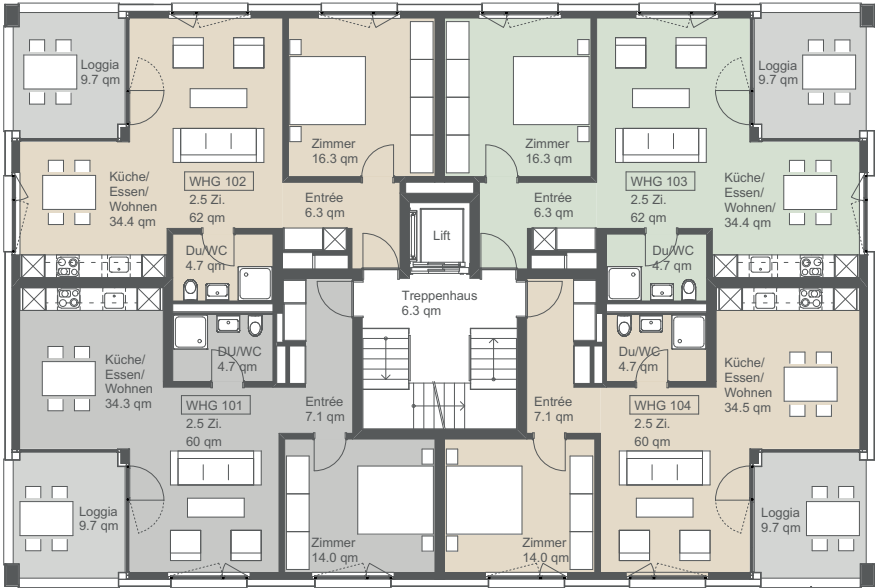 Loggia
9.7 qm
Zimmer
16.3 qm
Küche/
Essen/
Wohnen
34.4 qm
WHG 102
2.5 Zi.
62 qm
Entrée
6.3 qm
Du/WC
4.7 qm
Lift
Zimmer
16.3 qm
Loggia
9.7 qm
Entrée
6.3 qm
WHG 103
2.5 Zi.
62 qm
Küche/
Essen/
Wohnen/
34.4 qm
Du/WC
4.7 qm
Treppenhaus
6.3 qm
Küche/
Essen/
Wohnen
34.3 qm
DU/WC
4.7 qm
WHG 101
2.5 Zi.
60 qm
Entrée
7.1 qm
Loggia
9.7 qm
Zimmer
14.0 qm
Entrée
7.1 qm
Du/WC
4.7 qm
WHG 104
2.5 Zi.
60 qm
Küche/
Essen/
Wohnen
34.5 qm
Zimmer
14.0 qm
Loggia
9.7 qm